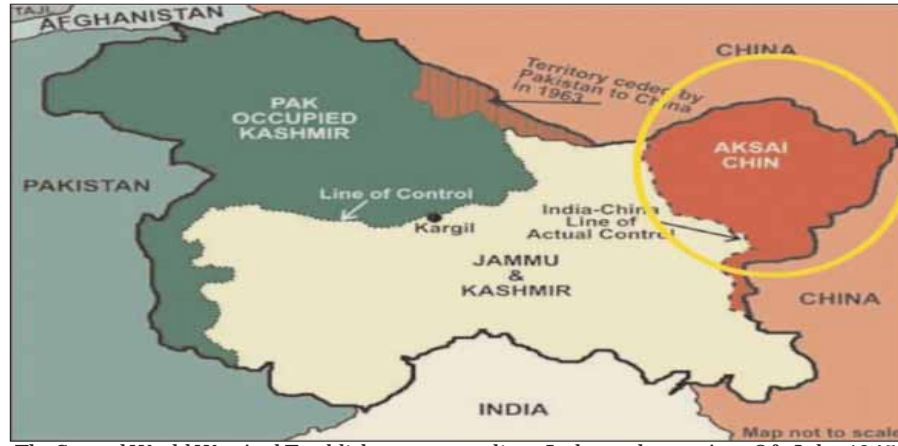 TAJI.
AFGHANISTAN
CHINA
Territory ceder by
Pakistan to China
in 1963
PAK
OCCUPIED
KASHMIR
AKSAI
CHIN
PAKISTAN
Line of Control
India-China
Line of
Actual Control
Kargil
JAMMU
&
KASHMIR
CHINA
INDIA
Map not to scale